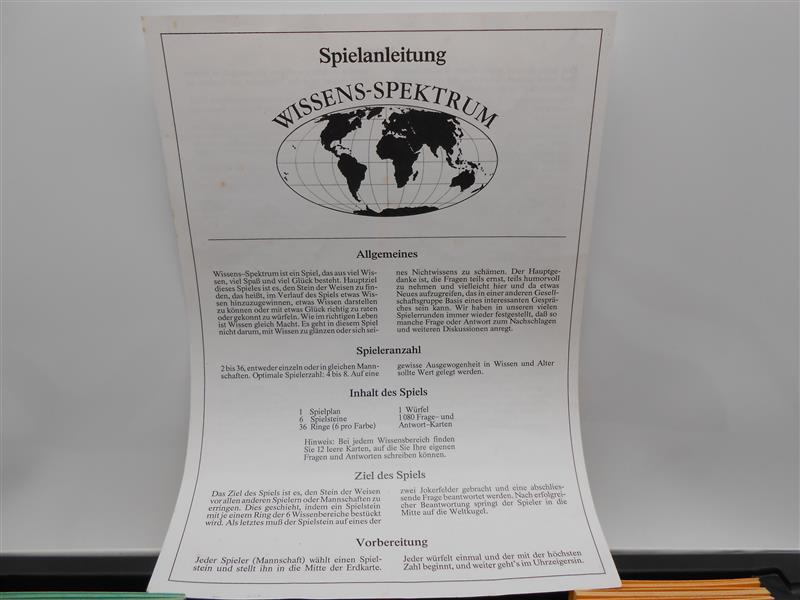 Spielanleitung
WISSENS-SPEKTRUM
Allgemeines
Wissens–Spektrum ist ein Spiel, das aus viel Wis-
sen, viel Spaß und viel Glück besteht. Hauptziel
dieses Spieles ist es, den Stein der Weisen zu fin-
den, das heißt, im Verlauf des Spiels etwas Wis-
sen hinzuzugewinnen, etwas Wissen darstellen
zu können oder mit etwas Glück richtig zu raten
oder gekonnt zu würfeln. Wie im richtigen Leben
ist Wissen gleich Macht. Es geht in diesem Spiel
nicht darum, mit Wissen zu glänzen oder sich sei-
nes Nichtwissens zu schämen. Der Hauptge-
danke ist, die Fragen teils ernst, teils humorvoll
zu nehmen und vielleicht hier und da etwas
Neues aufzugreifen, das in einer anderen Gesell-
schaftsgruppe Basis eines interessanten Gesprä-
ches sein kann. Wir haben in unseren vielen
Spielerrunden immer wieder festgestellt, daß so
manche Frage oder Antwort zum Nachschlagen
und weiteren Diskussionen anregt.
Spieleranzahl
2 bis 36, entweder einzeln oder in gleichen Mann-
schaften. Optimale Spielerzahl: 4 bis 8. Auf eine
gewisse Ausgewogenheit in Wissen und Alter
sollte Wert gelegt werden.
Inhalt des Spiels
1 Spielplan
6 Spielsteine
36 Ringe (6 pro Farbe)
1 Würfel
1 080 Frage- und
Antwort-Karten
Hinweis: Bei jedem Wissensbereich finden
Sie 12 leere Karten, auf die Sie Ihre eigenen
Fragen und Antworten schreiben können.
Ziel des Spiels
Das Ziel des Spiels ist es, den Stein der Weisen
vor allen anderen Spielern oder Mannschaften zu
erringen. Dies geschieht, indem ein Spielstein
mit je einem Ring der 6 Wissenbereiche bestückt
wird. Als letztes muß der Spielstein auf eines der
zwei Jokerfelder gebracht und eine abschlies-
sende Frage beantwortet werden. Nach erfolgrei-
cher Beantwortung springt der Spieler in die
Mitte auf die Weltkugel.
Vorbereitung
Jeder Spieler (Mannschaft) wählt einen Spiel-
stein und stellt ihn in die Mitte der Erdkarte.
Jeder würfelt einmal und der mit der höchsten
Zahl beginnt, und weiter geht's im Uhrzeigersin.